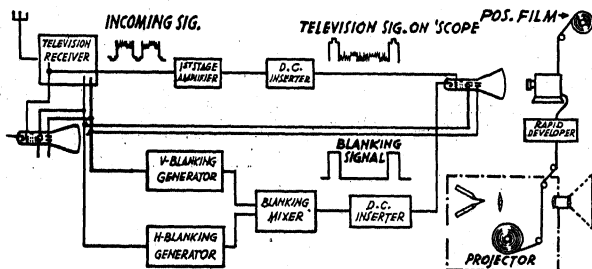 INCOMING SIG.
TELEVISION SIG. ON 'SCOPE
POS. FILM
TELEVISION
RECEIVER
1ST STAGE
AMPLIFIER
D.C.
INSERTER
RAPID
DEVELOPER
BLANKING
SIGNAL
V-BLANKING
GENERATOR
BLANKING
MIXER
D.C.
INSERTER
H-BLANKING
GENERATOR
PROJECTOR